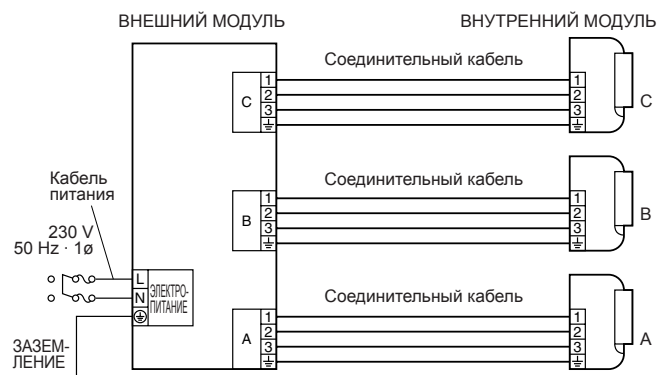 ВНЕШНИЙ МОДУЛЬ
ВНУТРЕННИЙ МОДУЛЬ
Соединительный кабель
C
1
2
3
1
2
3
C
Кабель
питания
230 V
50 Hz · 1ø
Соединительный кабель
B
1
2
3
1
2
3
B
L
N
ЭЛЕКТРО-
ПИТАНИЕ
ЗАЗЕМ-
ЛЕНИЕ
Соединительный кабель
A
1
2
3
1
2
3
A